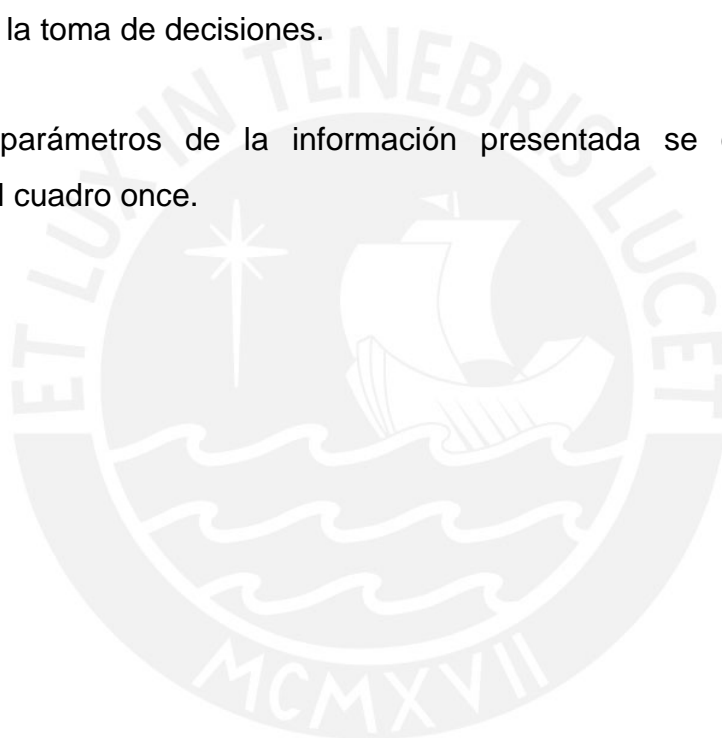 la toma de decisiones.
parámetros de la información presentada se
cuadro once.
ET LUX IN TENEBRIS LUCET
MCMXVII